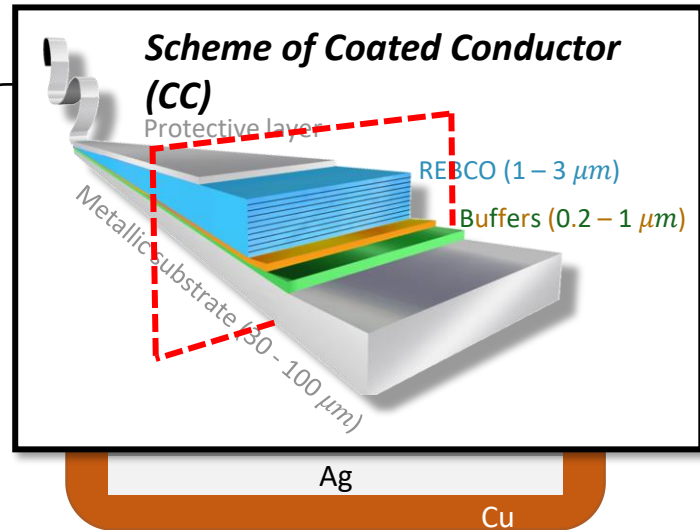 Scheme of Coated Conductor
(CC)
Protective layer
REBCO (1 – 3 μm)
Buffers (0.2 – 1 μm)
Metallic substrate (30 - 100 μm)
Ag
Cu